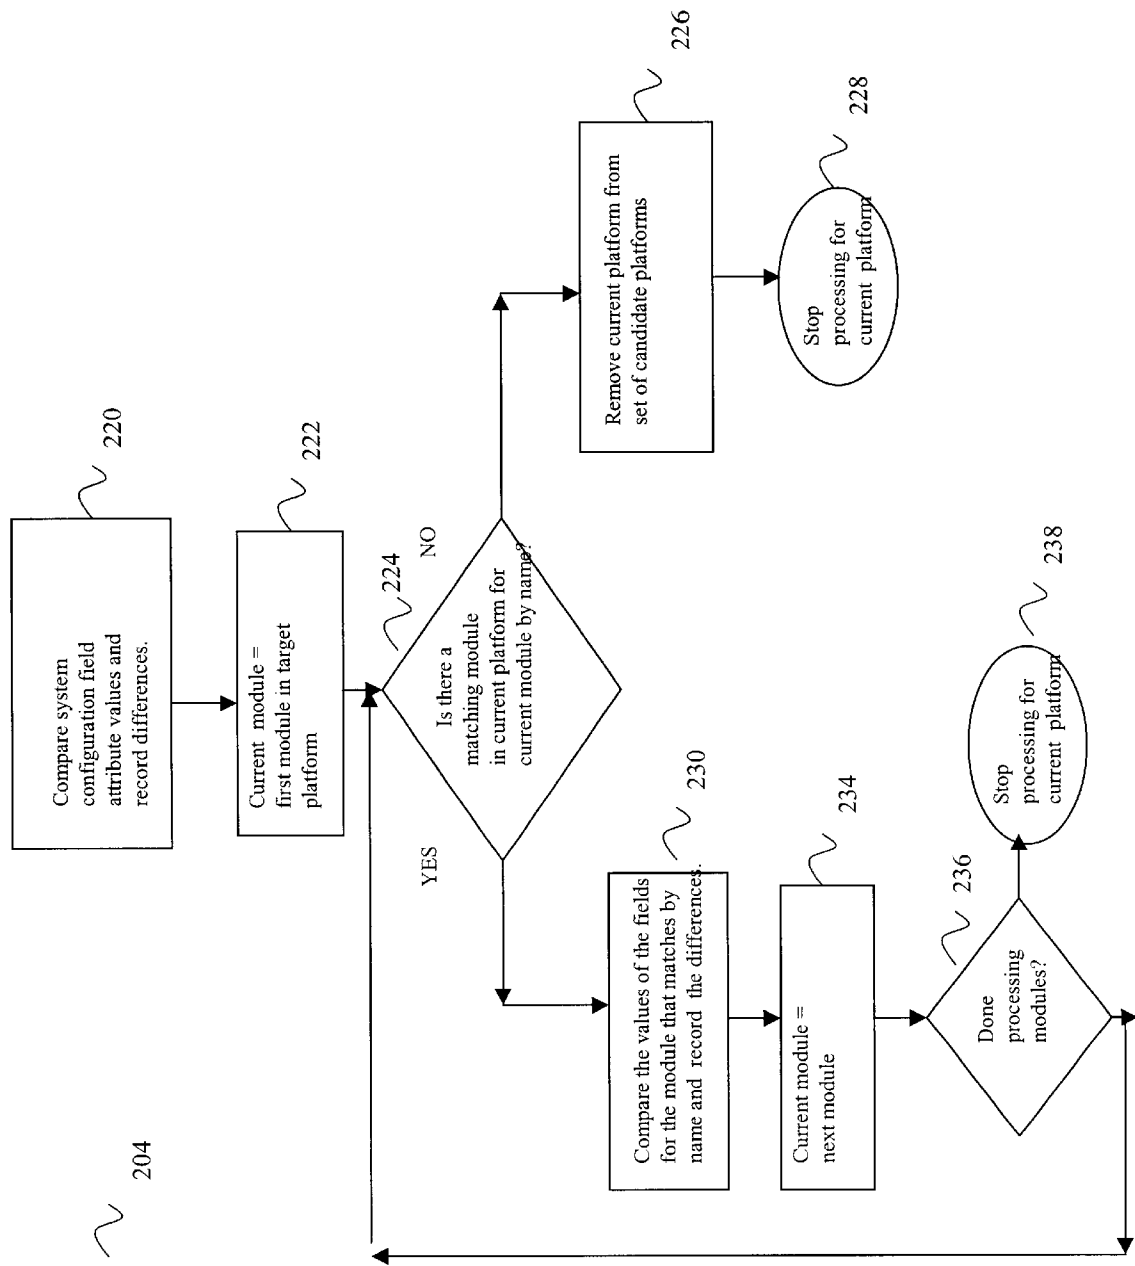 204
220
Compare system
configuration field
attribute values and
record differences.
222
Current module =
first module in target
platform
224
Is there a
matching module
in current platform for
current module by name?
YES
NO
226
Remove current platform from
set of candidate platforms
228
Stop
processing for
current platform
230
Compare the values of the fields
for the module that matches by
name and record the differences.
234
Current module =
next module
236
Done
processing
modules?
238
Stop
processing for
current platform